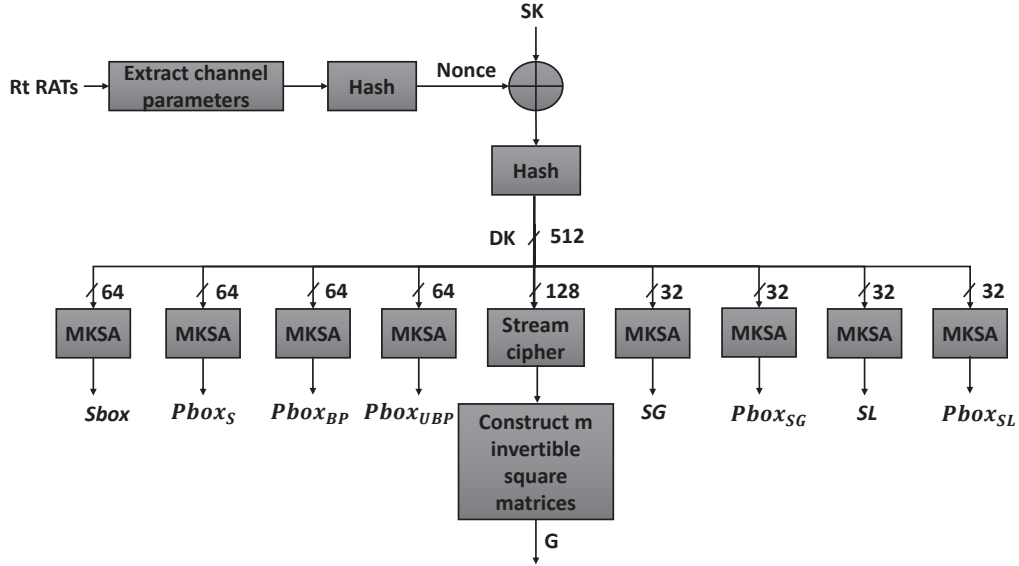 SK
Rt RATs
Extract channel
parameters
Hash
Nonce
Hash
DK
512
64
64
64
64
128
32
32
32
32
MKSA
MKSA
MKSA
MKSA
Stream
cipher
MKSA
MKSA
MKSA
MKSA
Sbox
Pbox_S
Pbox_BP
Pbox_UBP
SG
Pbox_SG
SL
Pbox_SL
Construct m
invertible
square
matrices
G